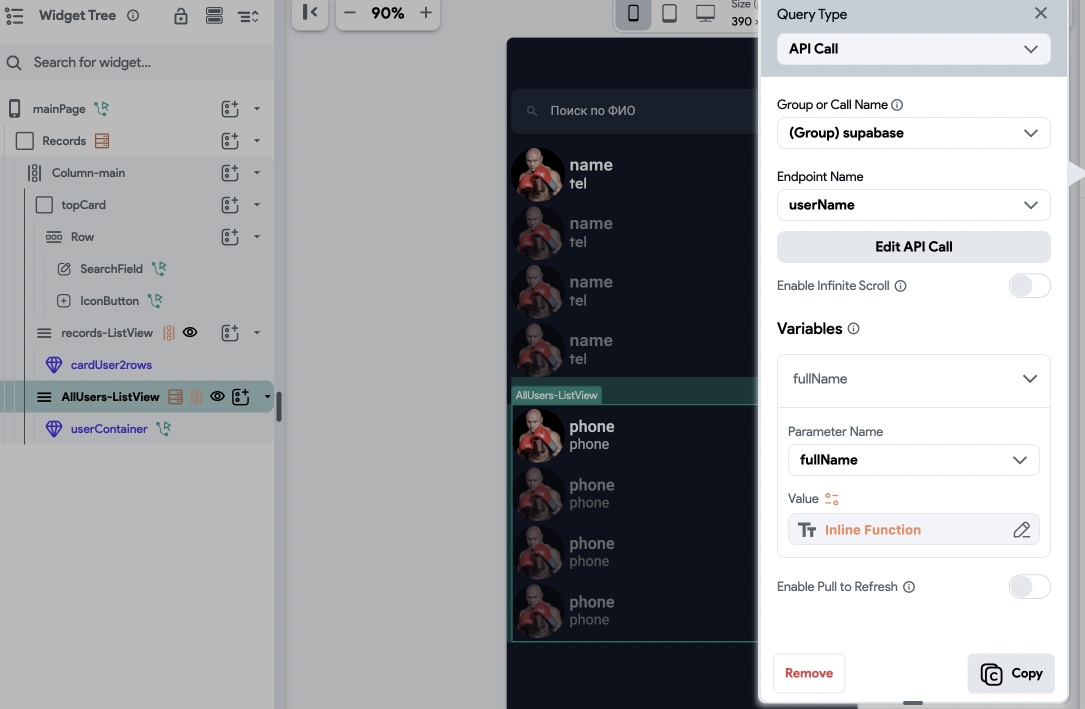 Widget Tree
Search for widget...
mainPage
Records
Column-main
topCard
Row
SearchField
IconButton
records-ListView
cardUser2rows
AllUsers-ListView
userContainer
90%
Size (
390 ×
Поиск по ФИО
name
tel
name
tel
name
tel
name
tel
AllUsers-ListView
phone
phone
phone
phone
phone
phone
phone
phone
Query Type
API Call
Group or Call Name
(Group) supabase
Endpoint Name
userName
Edit API Call
Enable Infinite Scroll
Variables
fullName
Parameter Name
fullName
Value
Inline Function
Enable Pull to Refresh
Remove
Copy